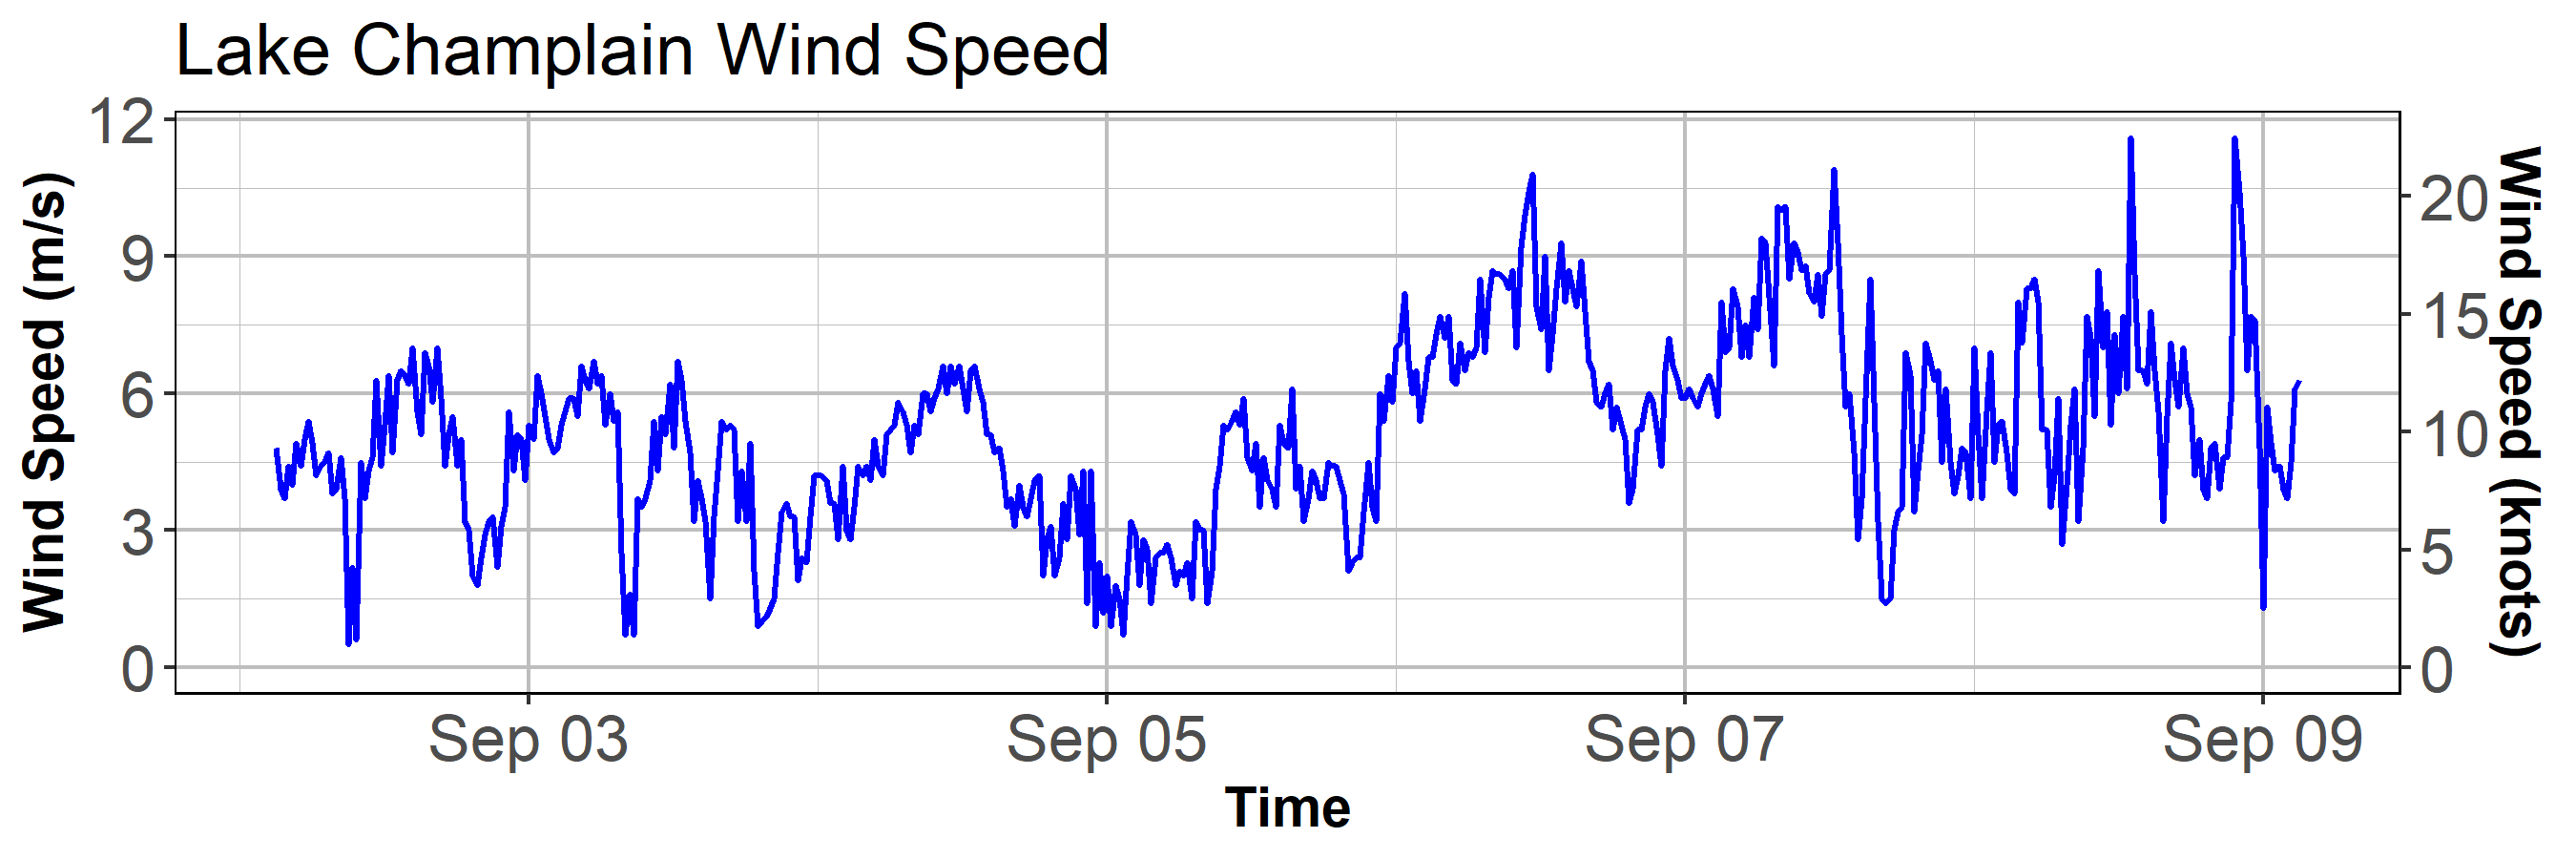 Lake Champlain Wind Speed
Wind Speed (m/s)
12
9
6
3
0
20
15
10
5
0
Wind Speed (knots)
Sep 03
Sep 05
Sep 07
Sep 09
Time